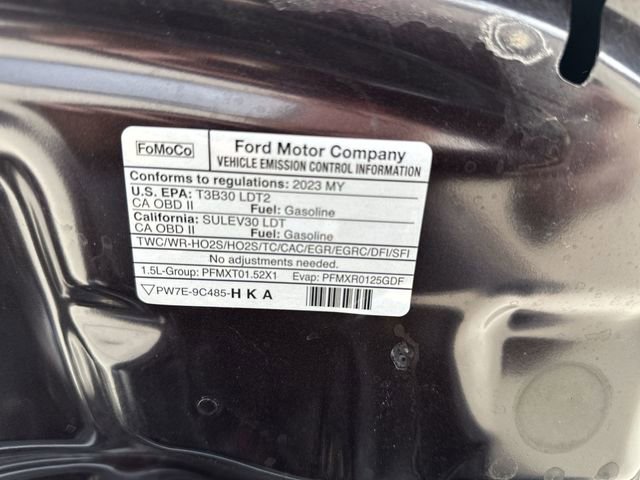 FoMoCo
Ford Motor Company
VEHICLE EMISSION CONTROL INFORMATION
Conforms to regulations: 2023 MY
U.S. EPA: T3B30 LDT2
CA OBD II Fuel: Gasoline
California: SULEV30 LDT
CA OBD II Fuel: Gasoline
TWC/WR-HO2S/HO2S/TC/CAC/EGR/EGRC/DFI/SFI
No adjustments needed.
1.5L-Group: PFMXT01.52X1 Evap: PFMXR0125GDF
PW7E-9C485-HKA